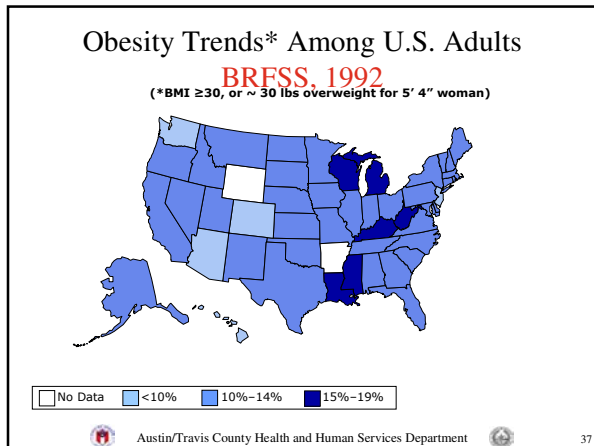 Obesity Trends* Among U.S. Adults
BRFSS, 1992
(*BMI ≥30, or ~ 30 lbs overweight for 5’ 4” woman)
No Data <10% 10%–14% 15%–19%
Austin/Travis County Health and Human Services Department 37